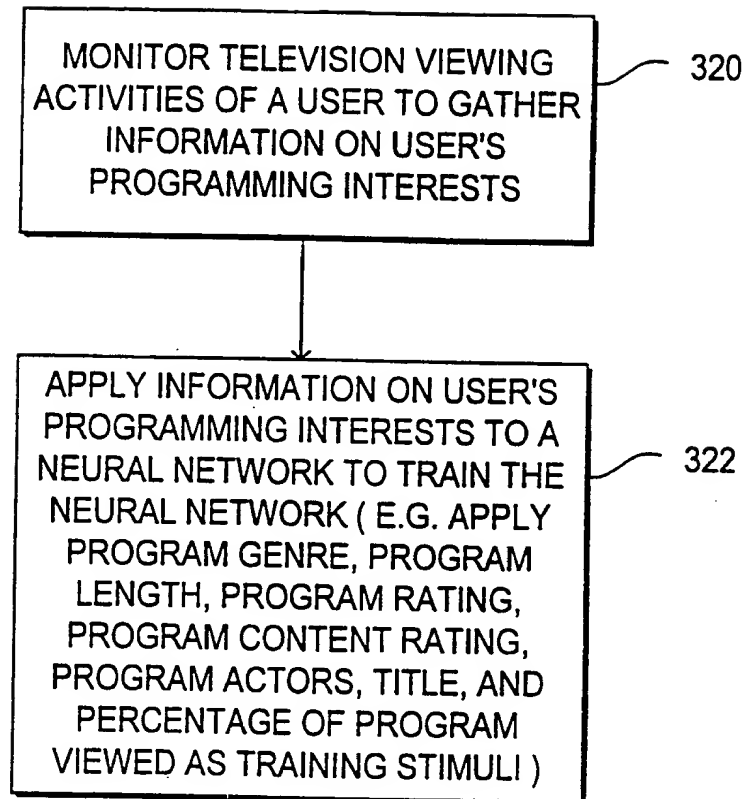 MONITOR TELEVISION VIEWING
ACTIVITIES OF A USER TO GATHER
INFORMATION ON USER'S
PROGRAMMING INTERESTS
320
APPLY INFORMATION ON USER'S
PROGRAMMING INTERESTS TO A
NEURAL NETWORK TO TRAIN THE
NEURAL NETWORK ( E.G. APPLY
PROGRAM GENRE, PROGRAM
LENGTH, PROGRAM RATING,
PROGRAM CONTENT RATING,
PROGRAM ACTORS, TITLE, AND
PERCENTAGE OF PROGRAM
VIEWED AS TRAINING STIMULI )
322